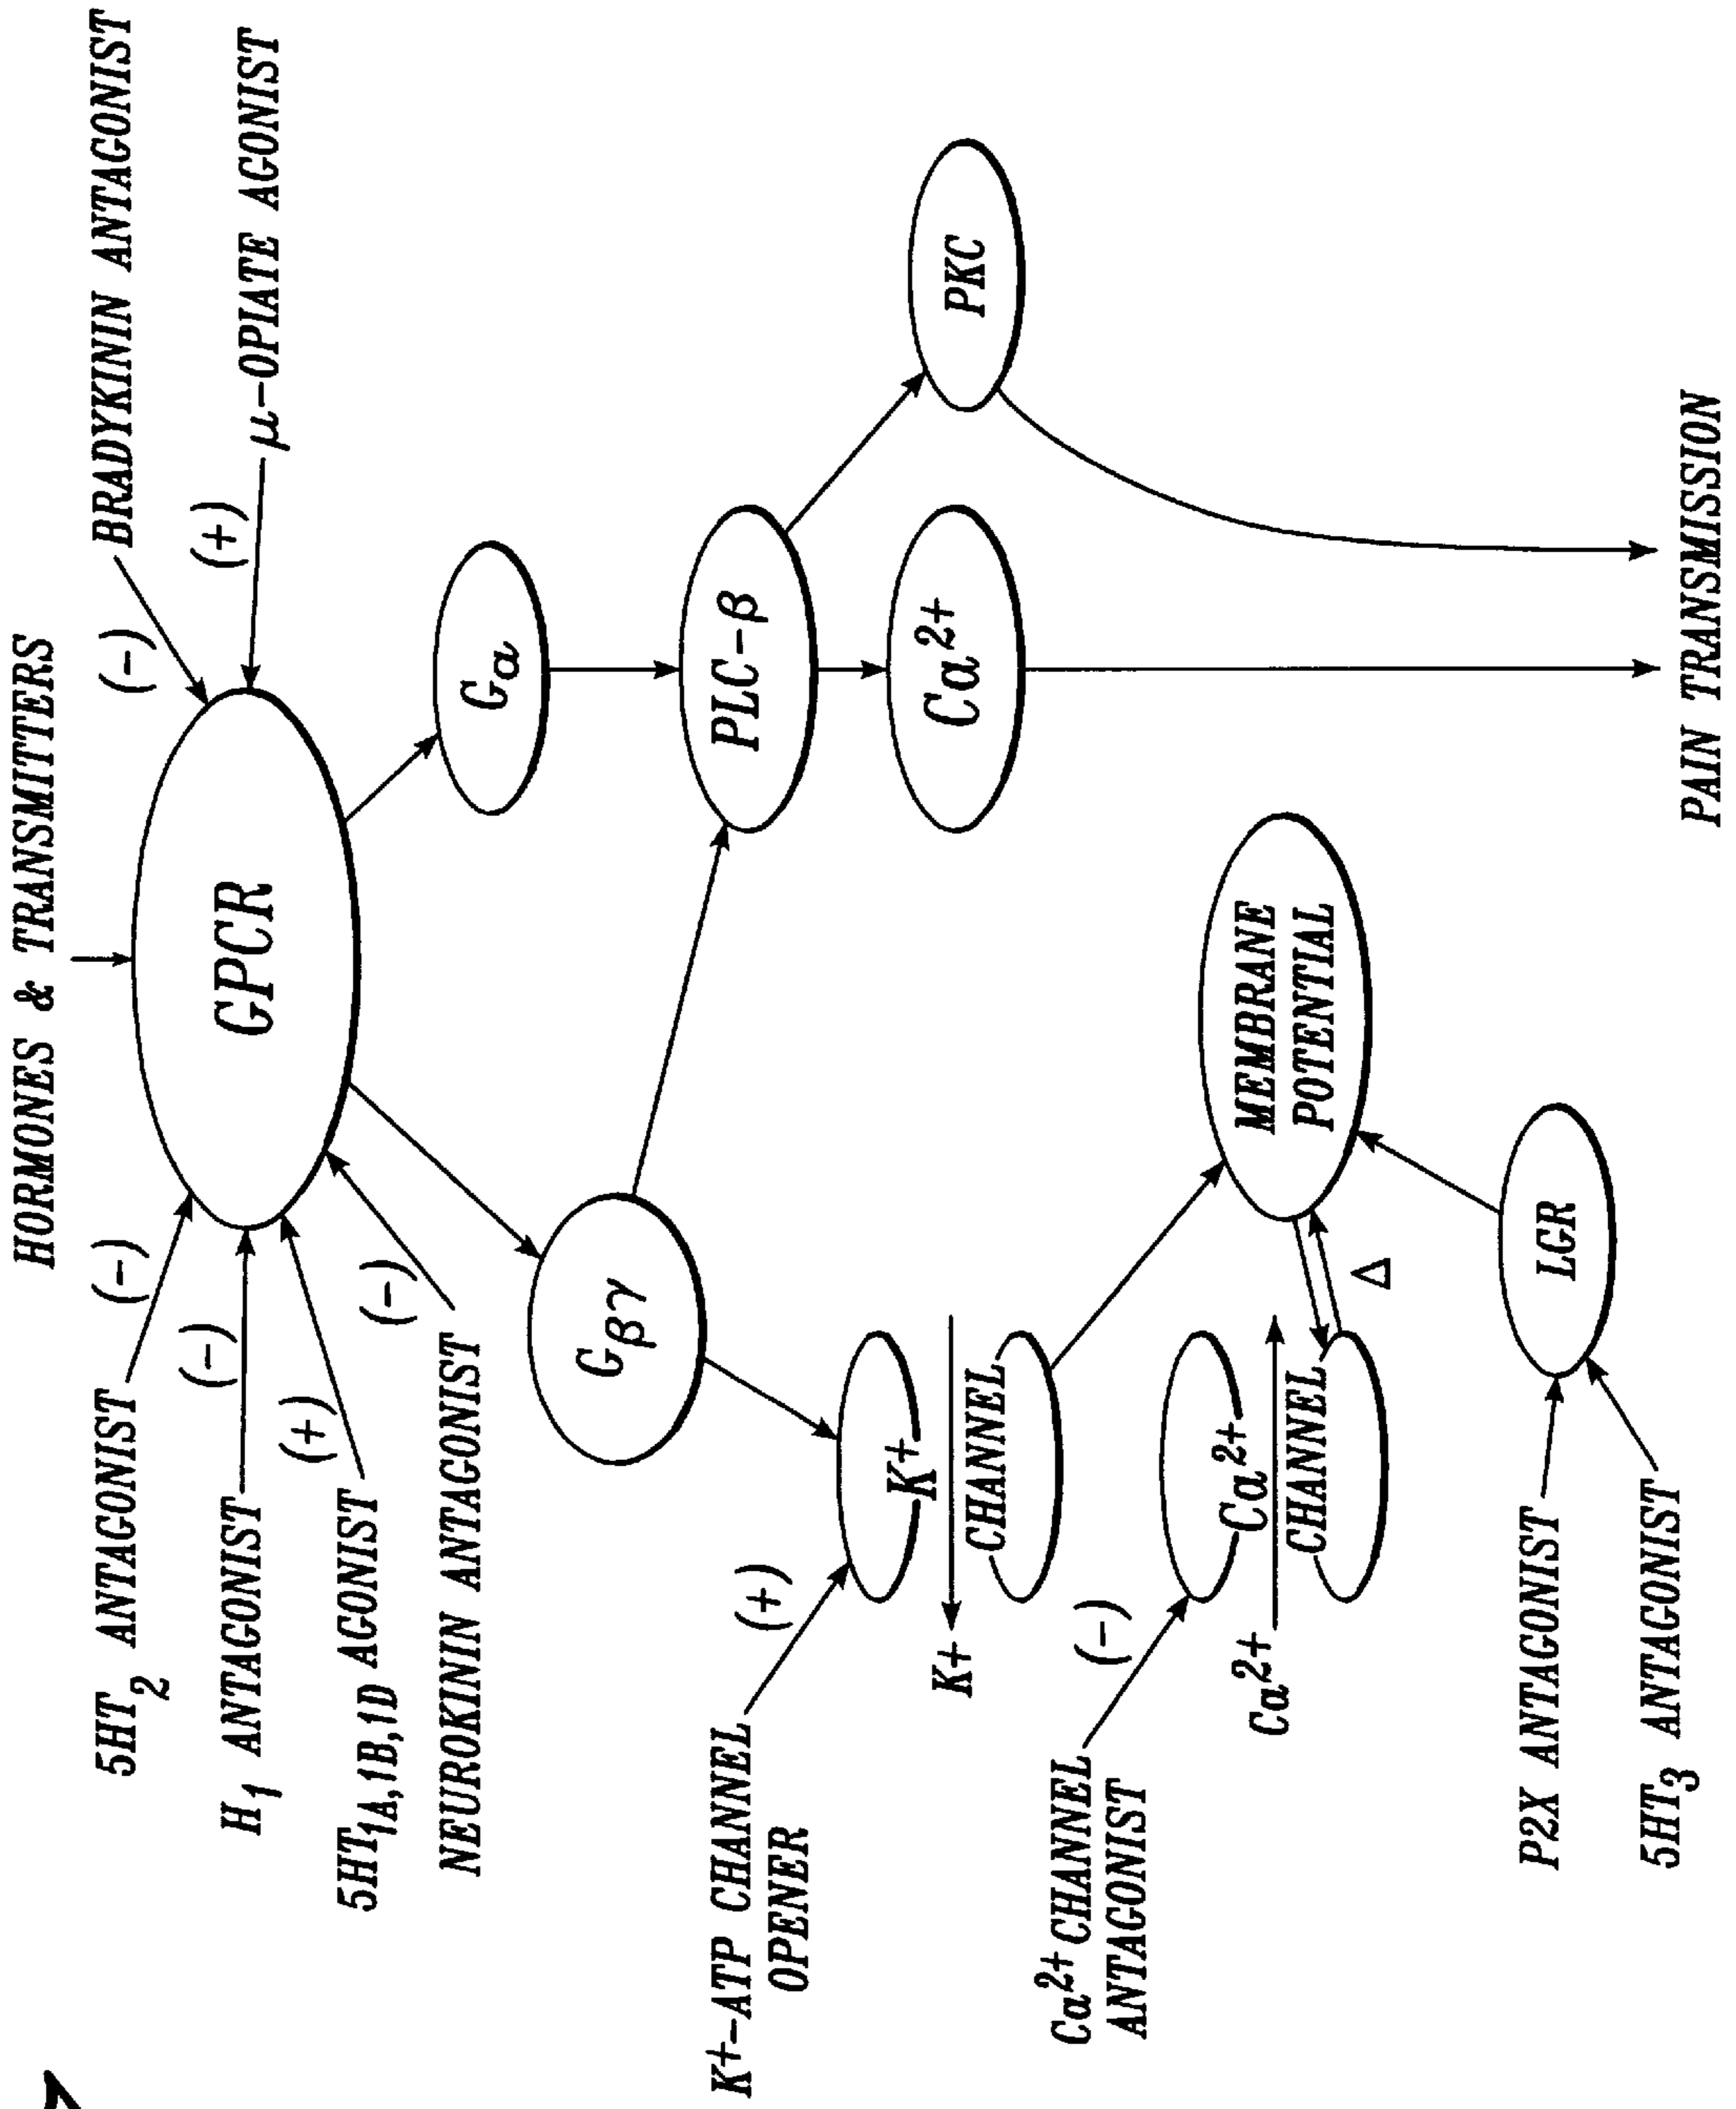 HORMONES & TRANSMITTERS
5HT2 ANTAGONIST
(-)
(-)
BRADYKININ ANTAGONIST
H1 ANTAGONIST
(-)
GPCR
(+)
μ-OPIATE AGONIST
5HT1A,1B,1D AGONIST
(+)
NEUROKININ ANTAGONIST
(-)
Gα
Gβγ
K+-ATP CHANNEL
OPENER
(+)
PLC-β
K+
K+
CHANNEL
Ca2+
PKC
Ca2+ CHANNEL
ANTAGONIST
(-)
Ca2+
Ca2+
CHANNEL
MEMBRANE
POTENTIAL
Δ
P2X ANTAGONIST
LGR
5HT3 ANTAGONIST
PAIN TRANSMISSION